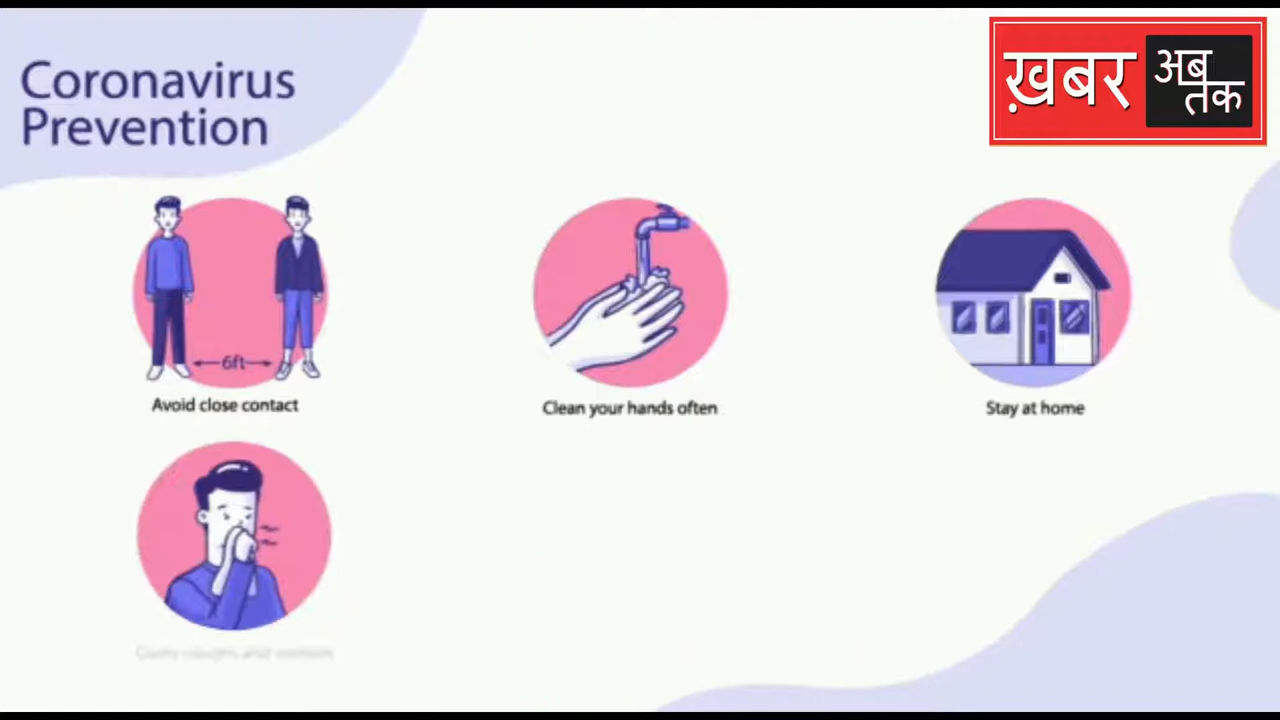 Coronavirus
Prevention
ख़बर
अब
तक
6ft
Avoid close contact
Clean your hands often
Stay at home